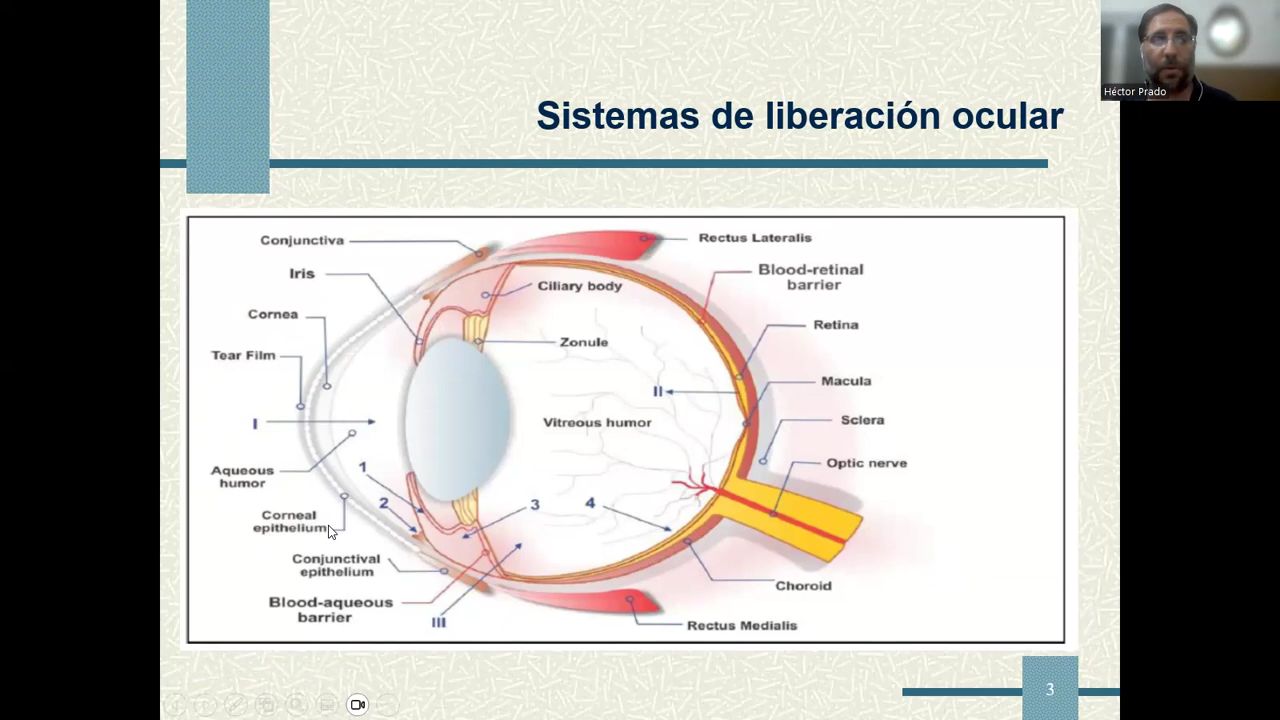 Héctor Prado
Sistemas de liberación ocular
Conjunctiva
Rectus Lateralis
Iris
Ciliary body
Blood-retinal
barrier
Cornea
Retina
Tear Film
Zonule
Macula
II
I
Vitreous humor
Sclera
Aqueous
humor
1
Optic nerve
2
3
4
Corneal
epithelium
Conjunctival
epithelium
Choroid
Blood-aqueous
barrier
III
Rectus Medialis
3